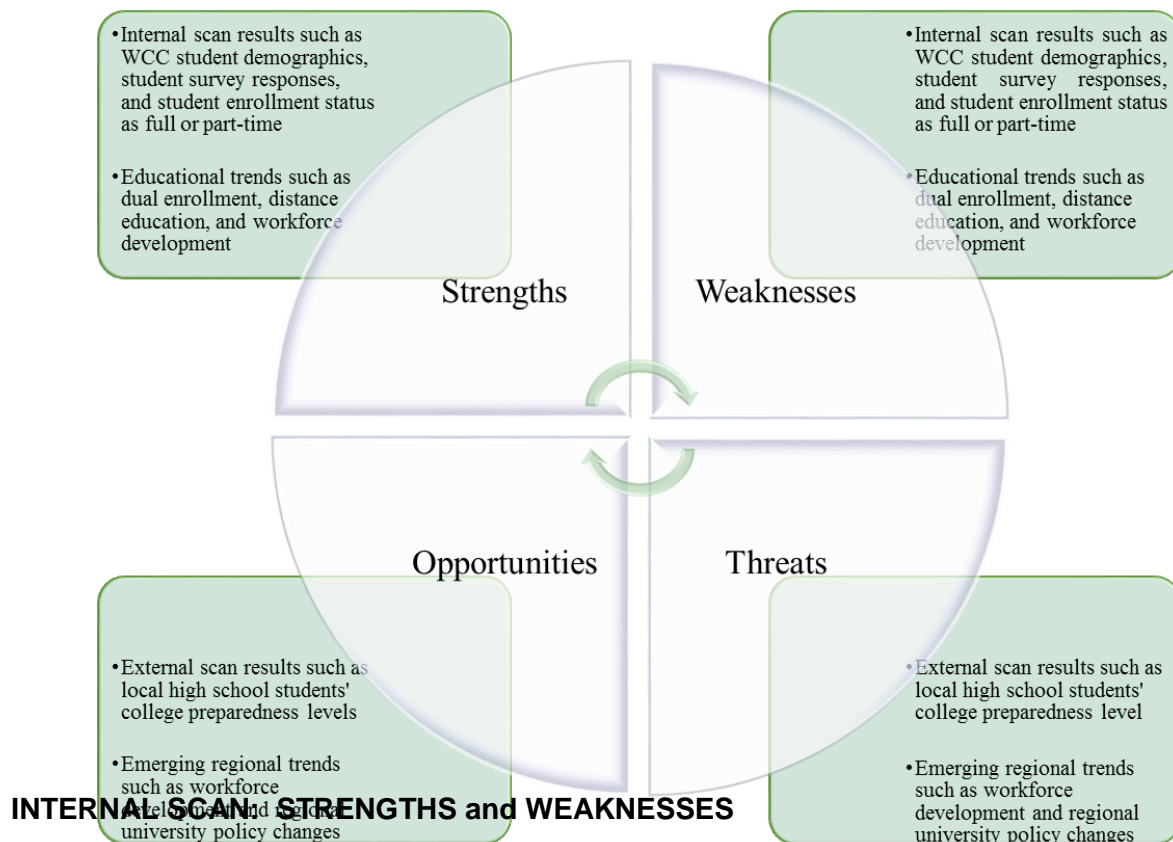 •Internal scan results such as
WCC student demographics,
student survey responses,
and student enrollment status
as full or part-time
•Educational trends such as
dual enrollment, distance
education, and workforce
development
•Internal scan results such as
WCC student demographics,
student survey responses,
and student enrollment status
as full or part-time
•Educational trends such as
dual enrollment, distance
education, and workforce
development
Strengths
Weaknesses
Opportunities
Threats
•External scan results such as
local high school students'
college preparedness levels
•Emerging regional trends
such as workforce
development and regional
university policy changes
•External scan results such as
local high school students'
college preparedness level
•Emerging regional trends
such as workforce
development and regional
university policy changes
INTERNAL SCAN: STRENGTHS and WEAKNESSES